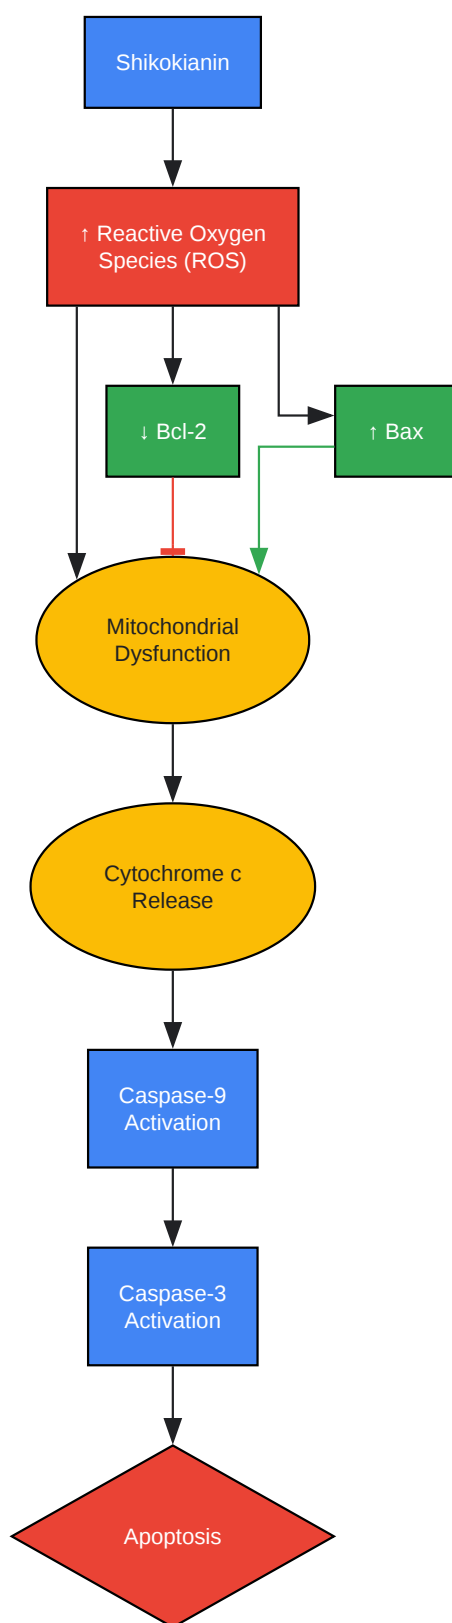 Shikokianin
↑ Reactive Oxygen
Species (ROS)
↓ Bcl-2
↑ Bax
Mitochondrial
Dysfunction
Cytochrome c
Release
Caspase-9
Activation
Caspase-3
Activation
Apoptosis